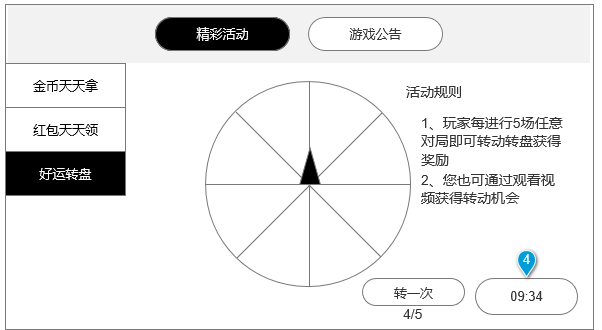 精彩活动
游戏公告
金币天天拿
红包天天领
好运转盘
活动规则
1、玩家每进行5场任意
对局即可转动转盘获得
奖励
2、您也可通过观看视
频获得转动机会
4
转一次
09:34
4/5